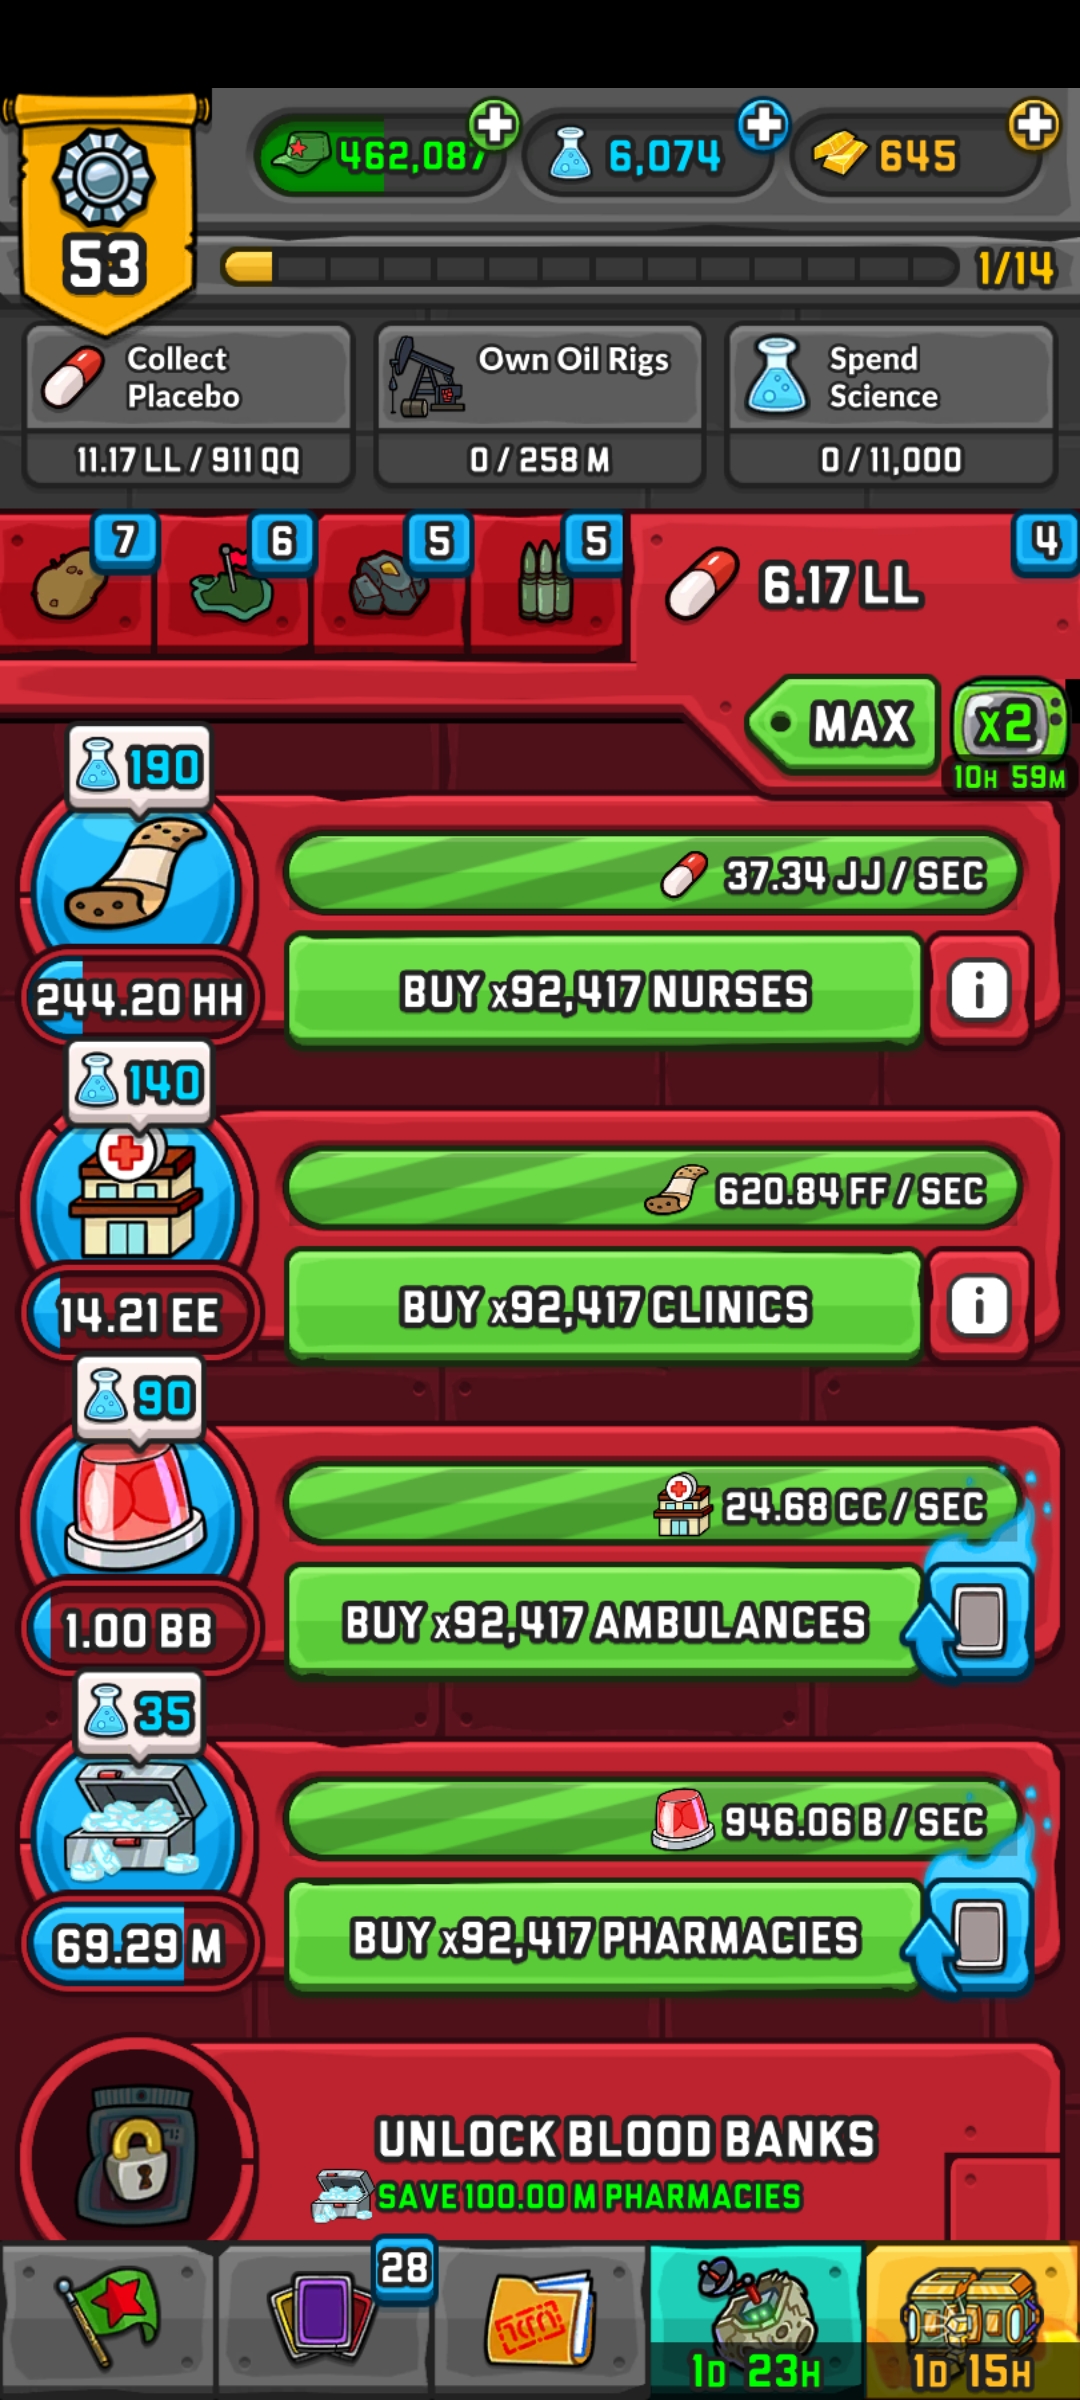 53
462,087
6,074
645
1/14
Collect
Placebo
11.17 LL / 911 QQ
Own Oil Rigs
0 / 258 M
Spend
Science
0 / 11,000
7
6
5
5
6.17 LL
4
MAX
x2
10H 59M
190
37.34 JJ / SEC
244.20 HH
BUY x92,417 NURSES
i
140
620.84 FF / SEC
14.21 EE
BUY x92,417 CLINICS
i
90
24.68 CC / SEC
1.00 BB
BUY x92,417 AMBULANCES
35
946.06 B / SEC
69.29 M
BUY x92,417 PHARMACIES
UNLOCK BLOOD BANKS
SAVE 100.00 M PHARMACIES
28
1D 23H
1D 15H